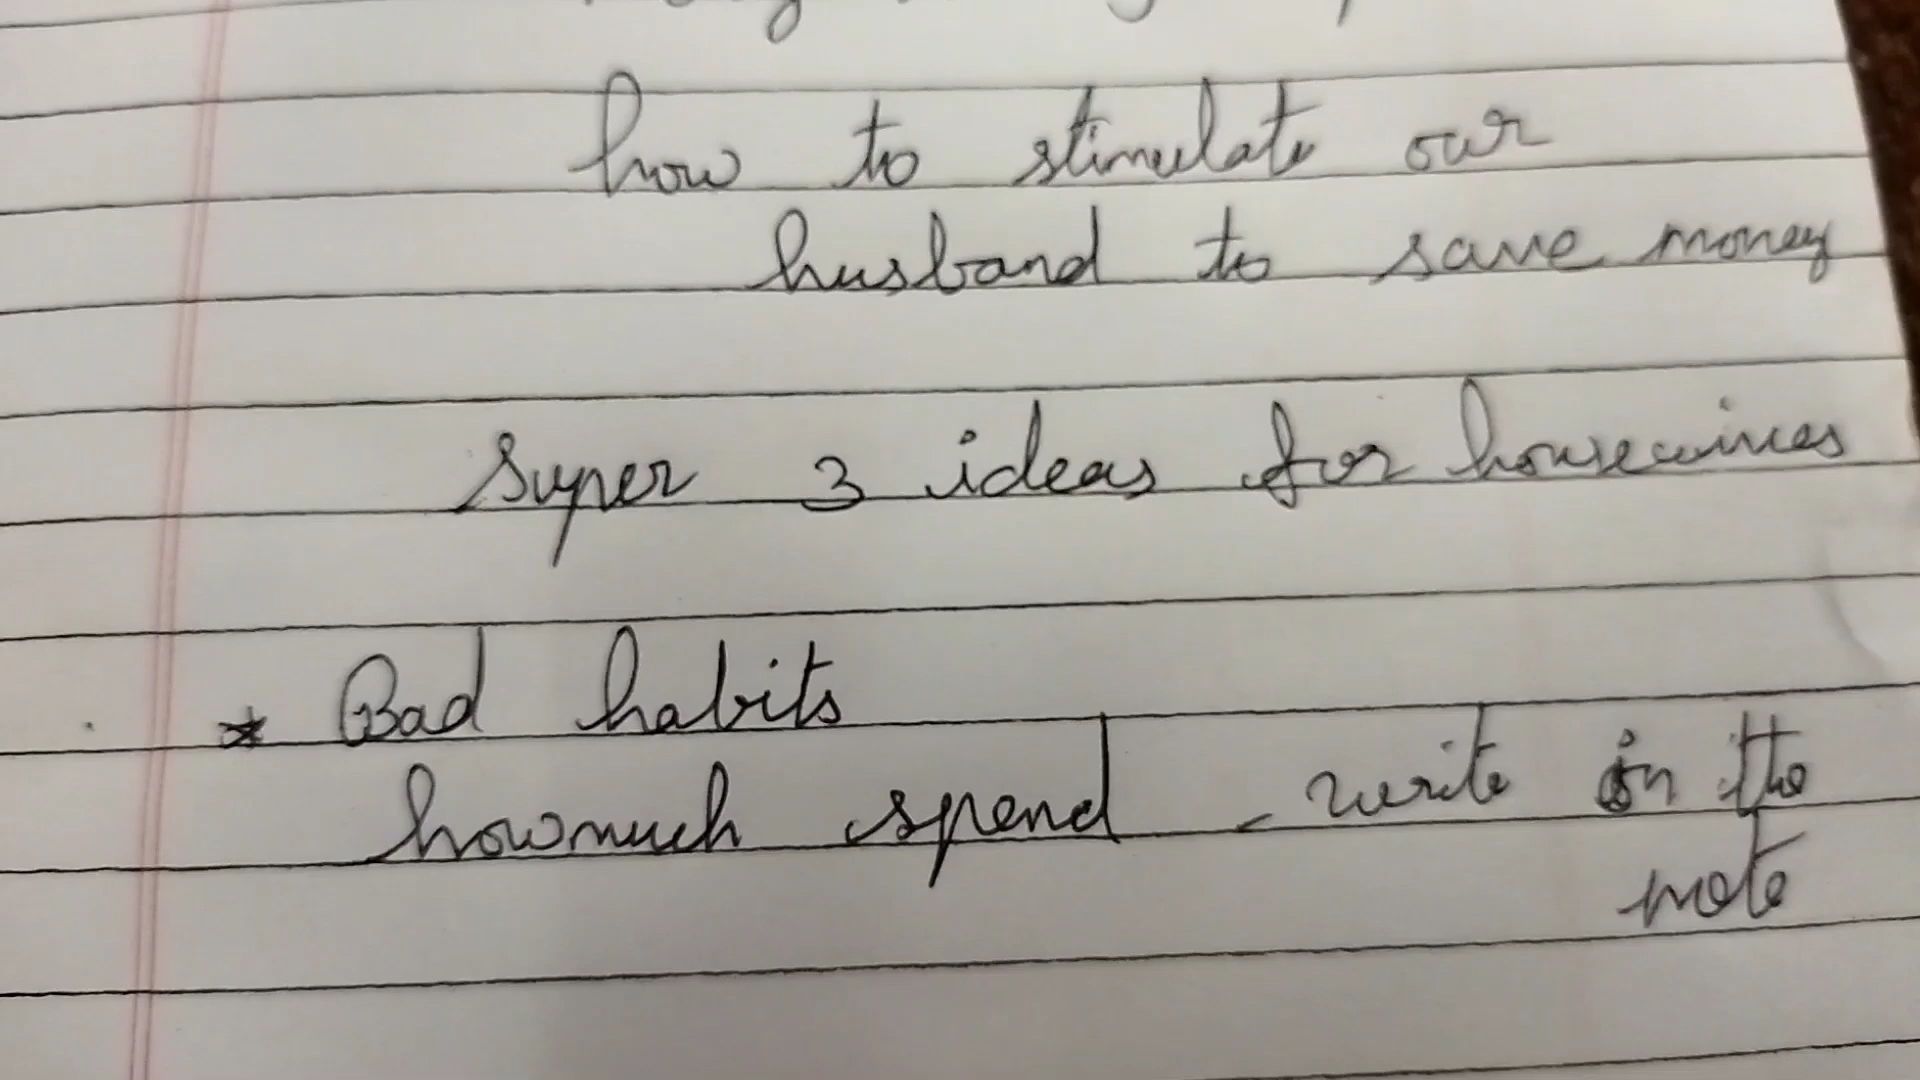 how to stimulate our
husband to save money
Super 3 ideas for housewives
* Bad habits
howmuch spend - write in the
note